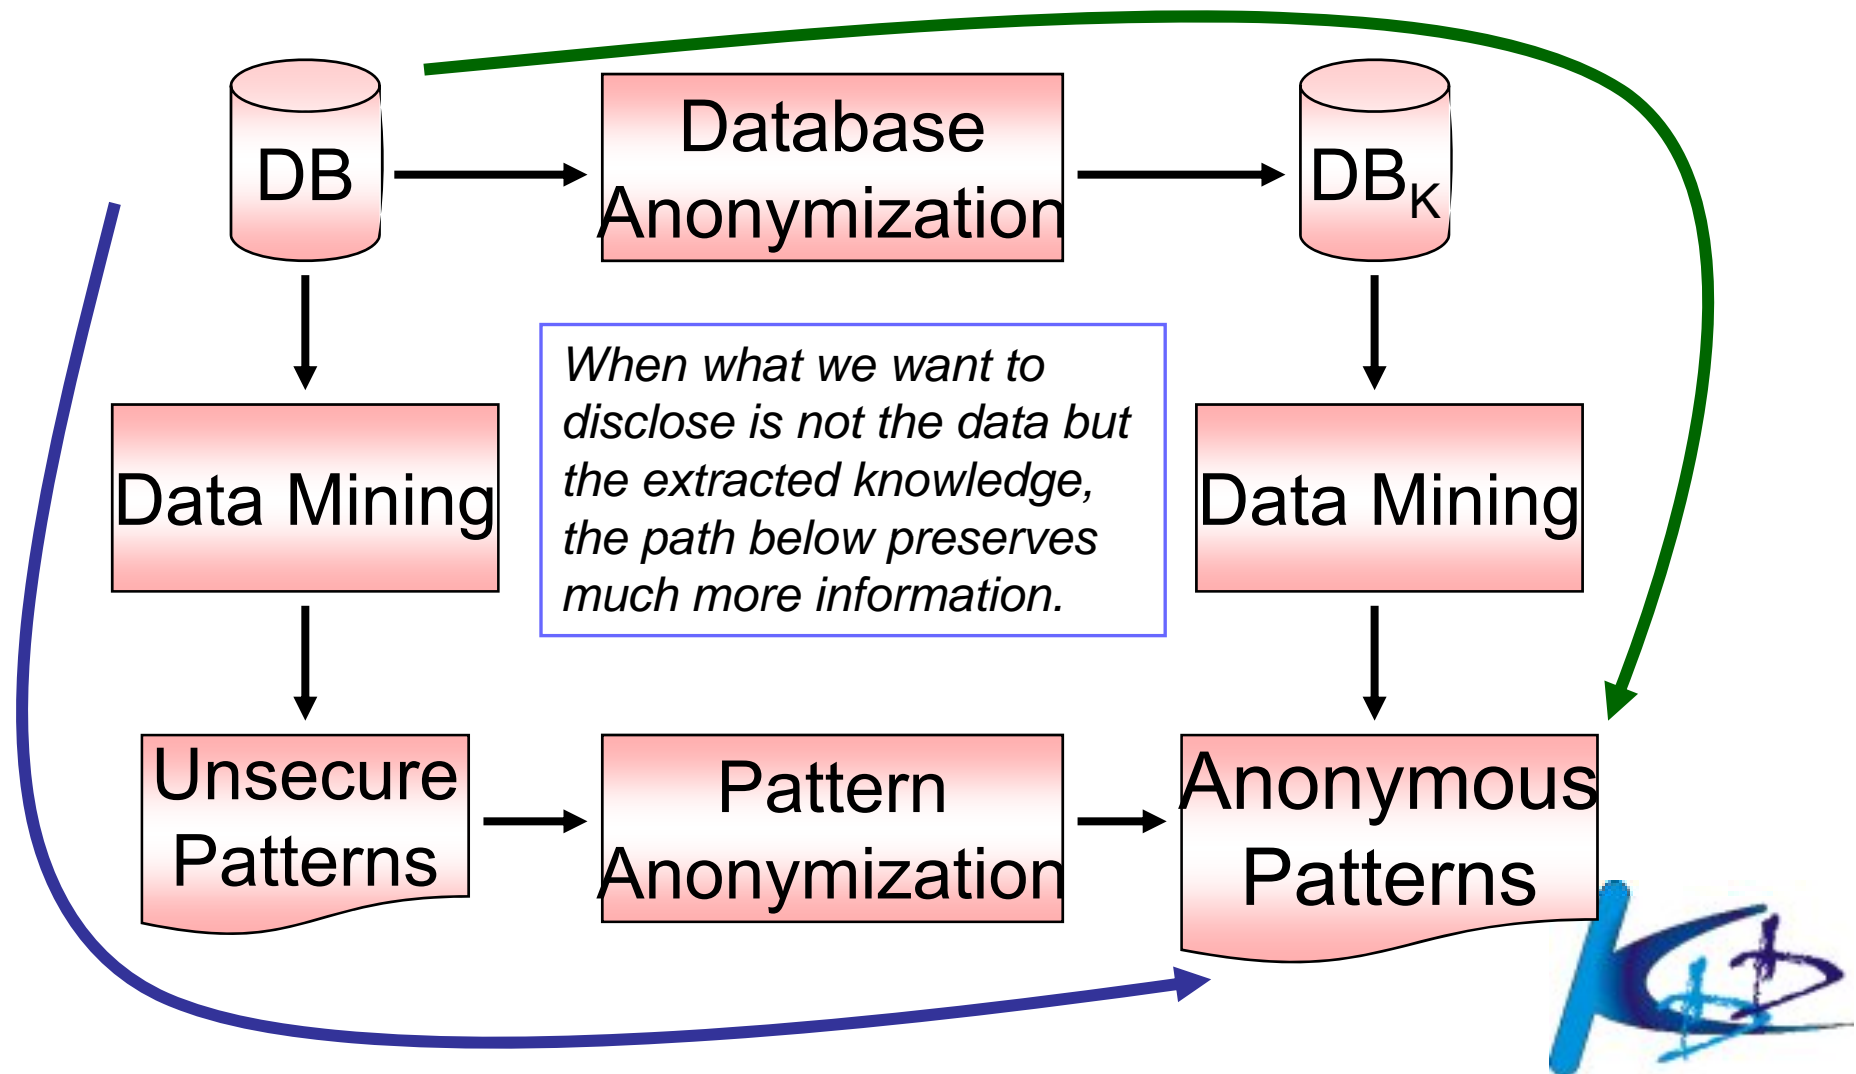 DB
Database
Anonymization
DBK
When what we want to
disclose is not the data but
the extracted knowledge,
the path below preserves
much more information.
Data Mining
Data Mining
Unsecure
Patterns
Pattern
Anonymization
Anonymous
Patterns
KDD